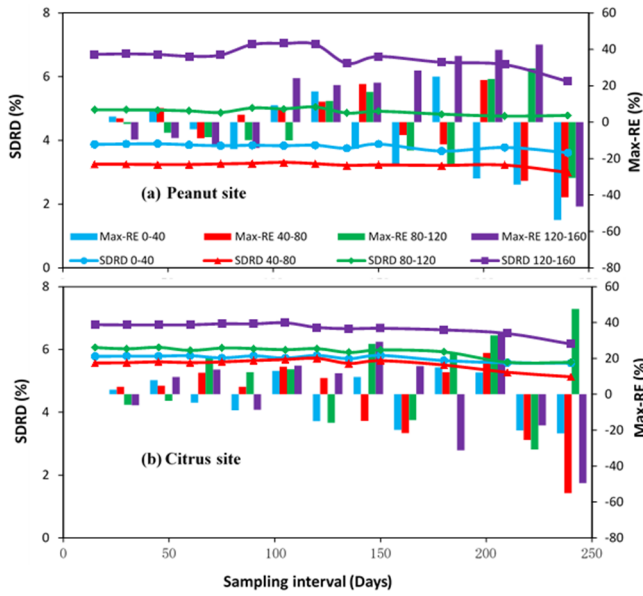 8
6
4
2
0
SDRD (%)
60
40
20
0
-20
-40
-60
-80
Max-RE (%)
(a) Peanut site
Max-RE 0-40
Max-RE 40-80
Max-RE 80-120
Max-RE 120-160
SDRD 0-40
SDRD 40-80
SDRD 80-120
SDRD 120-160
8
6
4
2
0
SDRD (%)
60
40
20
0
-20
-40
-60
-80
Max-RE (%)
(b) Citrus site
0
50
100
150
200
250
Sampling interval (Days)